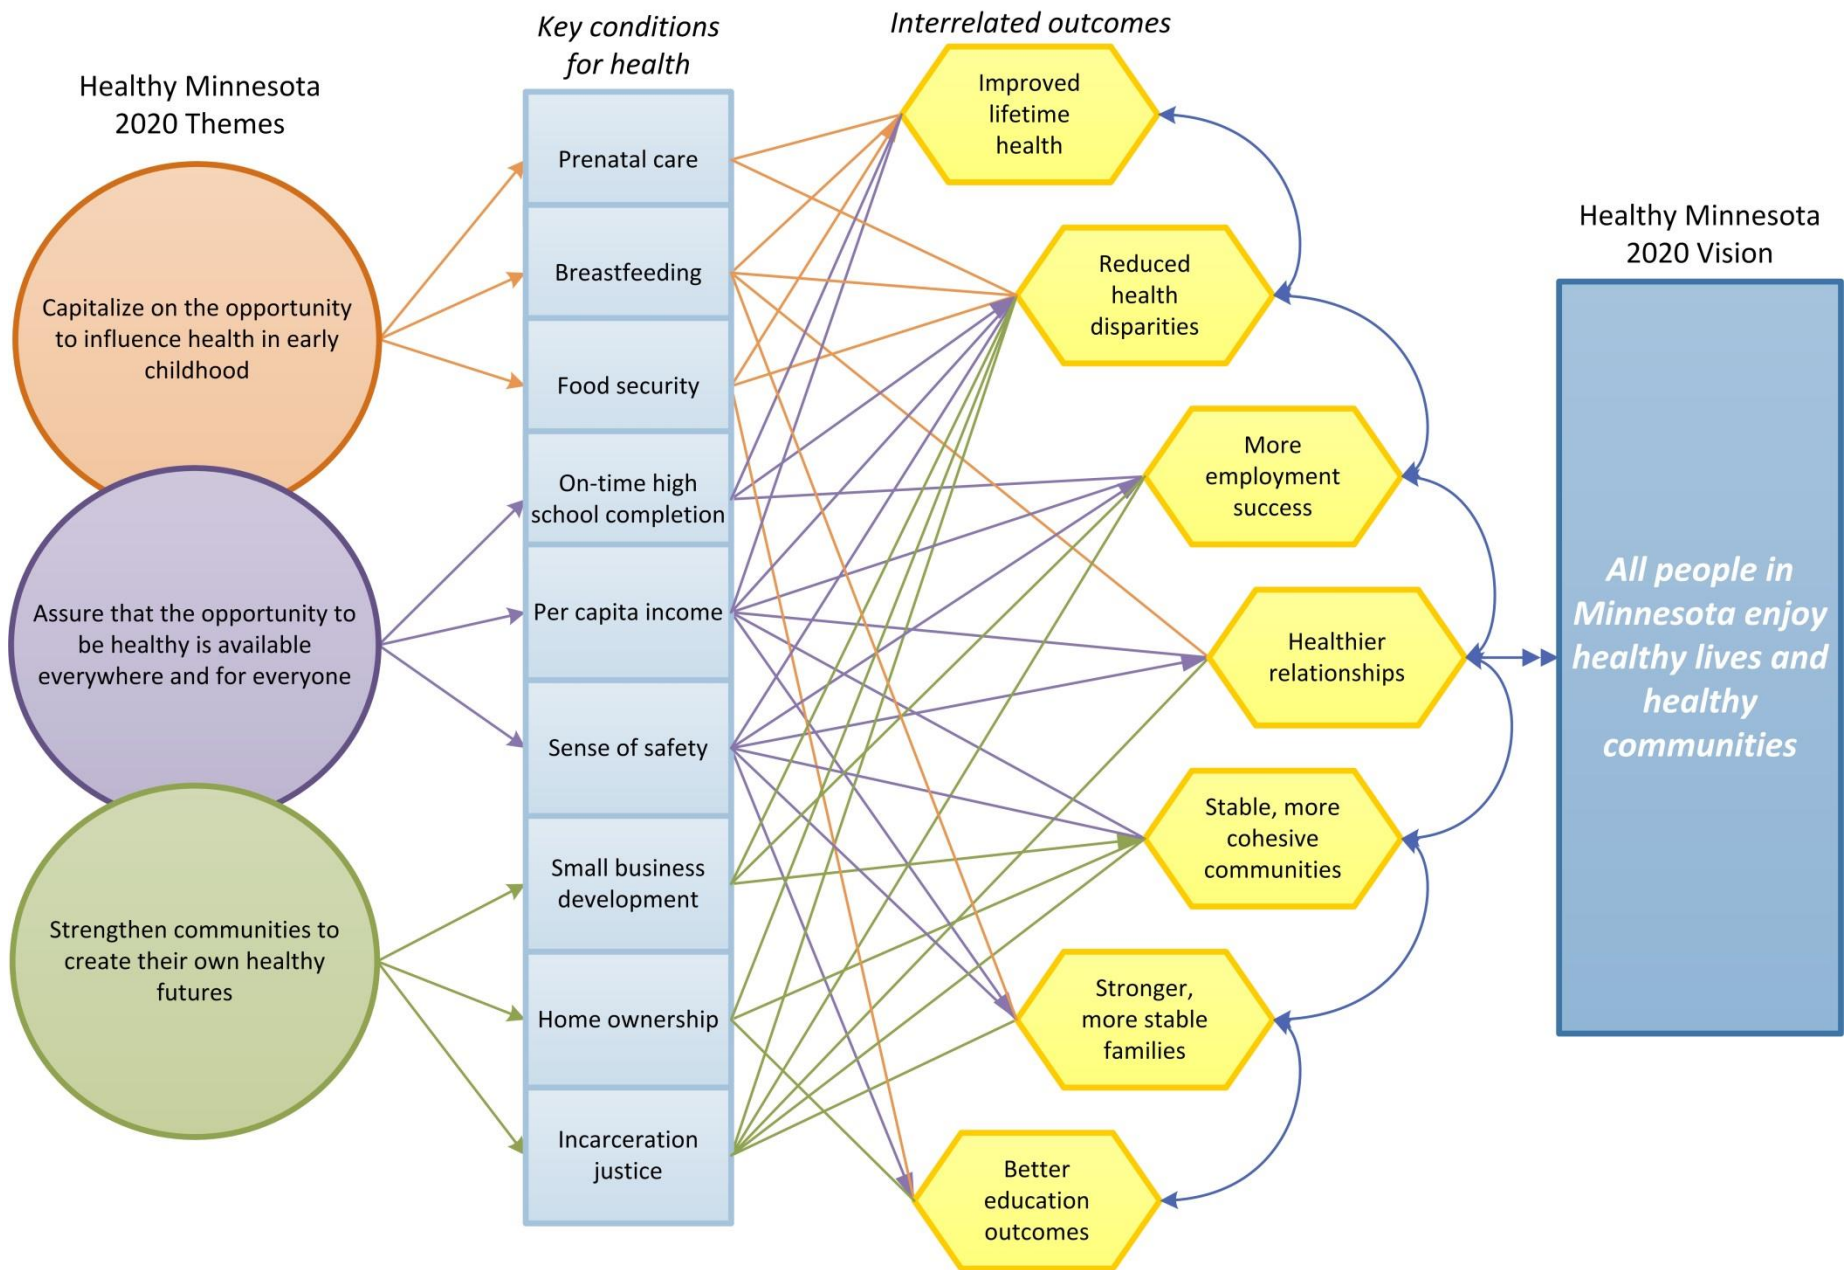 Healthy Minnesota
2020 Themes
Capitalize on the opportunity
to influence health in early
childhood
Assure that the opportunity to
be healthy is available
everywhere and for everyone
Strengthen communities to
create their own healthy
futures
Key conditions
for health
Prenatal care
Breastfeeding
Food security
On-time high
school completion
Per capita income
Sense of safety
Small business
development
Home ownership
Incarceration
justice
Interrelated outcomes
Improved
lifetime
health
Reduced
health
disparities
More
employment
success
Healthier
relationships
Stable, more
cohesive
communities
Stronger,
more stable
families
Better
education
outcomes
Healthy Minnesota
2020 Vision
All people in
Minnesota enjoy
healthy lives and
healthy
communities